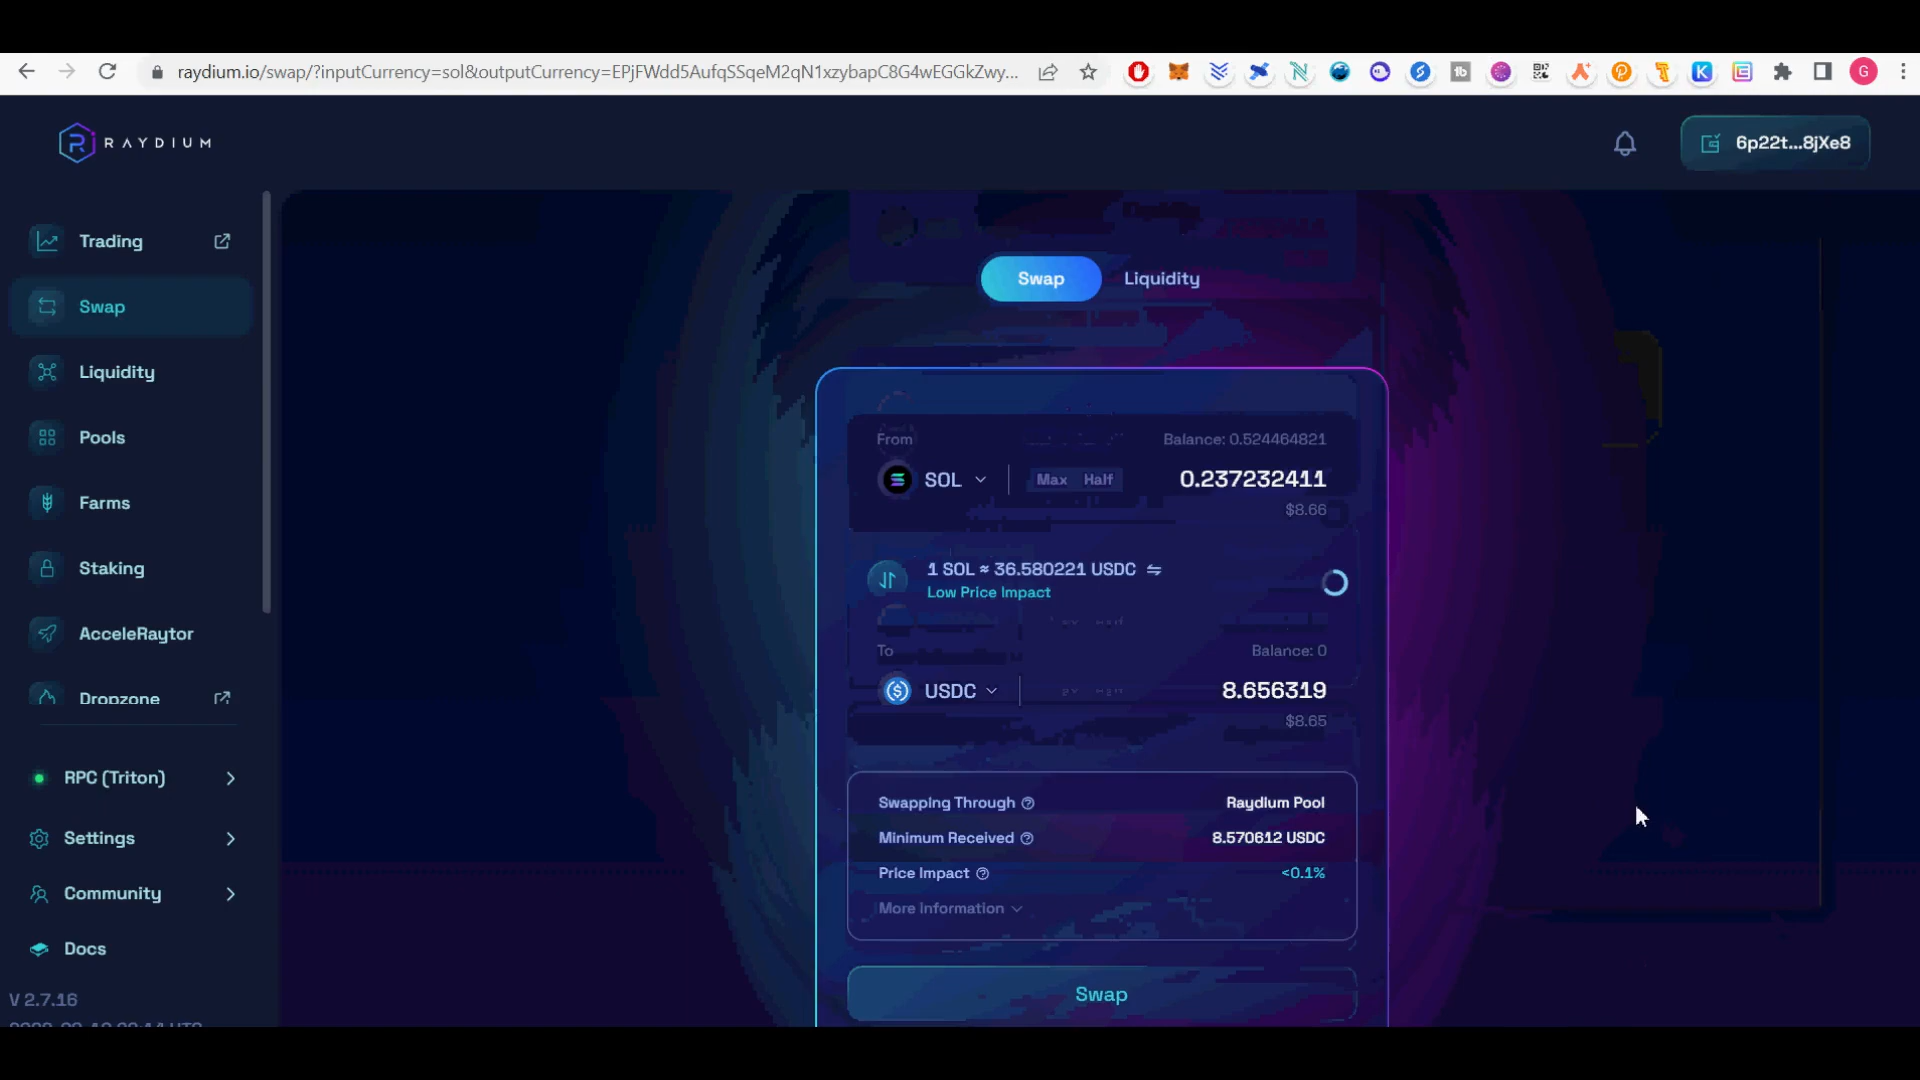 raydium.io/swap/?inputCurrency=sol&outputCurrency=EPjFWdd5AufqSSqeM2qN1xzybapC8G4wEGGkZwy...
G
RAYDIUM
6p22t...8jXe8
Trading
Swap
Liquidity
Pools
Farms
Staking
AcceleRaytor
Dropzone
RPC (Triton)
Settings
Community
Docs
V 2.7.16
Swap
Liquidity
From
Balance: 0.524464821
SOL
Max
Half
0.237232411
$8.66
1 SOL ≈ 36.580221 USDC
Low Price Impact
To
Balance: 0
USDC
8.656319
$8.65
Swapping Through
Raydium Pool
Minimum Received
8.570612 USDC
Price Impact
<0.1%
More information
Swap